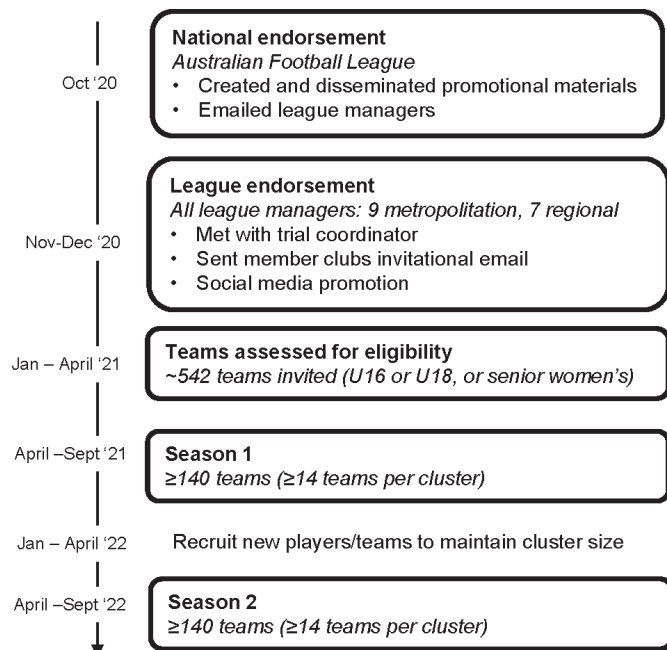 National endorsement
Australian Football League
Oct ‘20
• Created and disseminated promotional materials
• Emailed league managers
League endorsement
All league managers: 9 metropolitation, 7 regional
Nov-Dec ‘20
• Met with trial coordinator
• Sent member clubs invitational email
• Social media promotion
Jan – April ‘21
Teams assessed for eligibility
~542 teams invited (U16 or U18, or senior women’s)
April –Sept ‘21
Season 1
≥140 teams (≥14 teams per cluster)
Jan – April ‘22
Recruit new players/teams to maintain cluster size
April –Sept ‘22
Season 2
≥140 teams (≥14 teams per cluster)